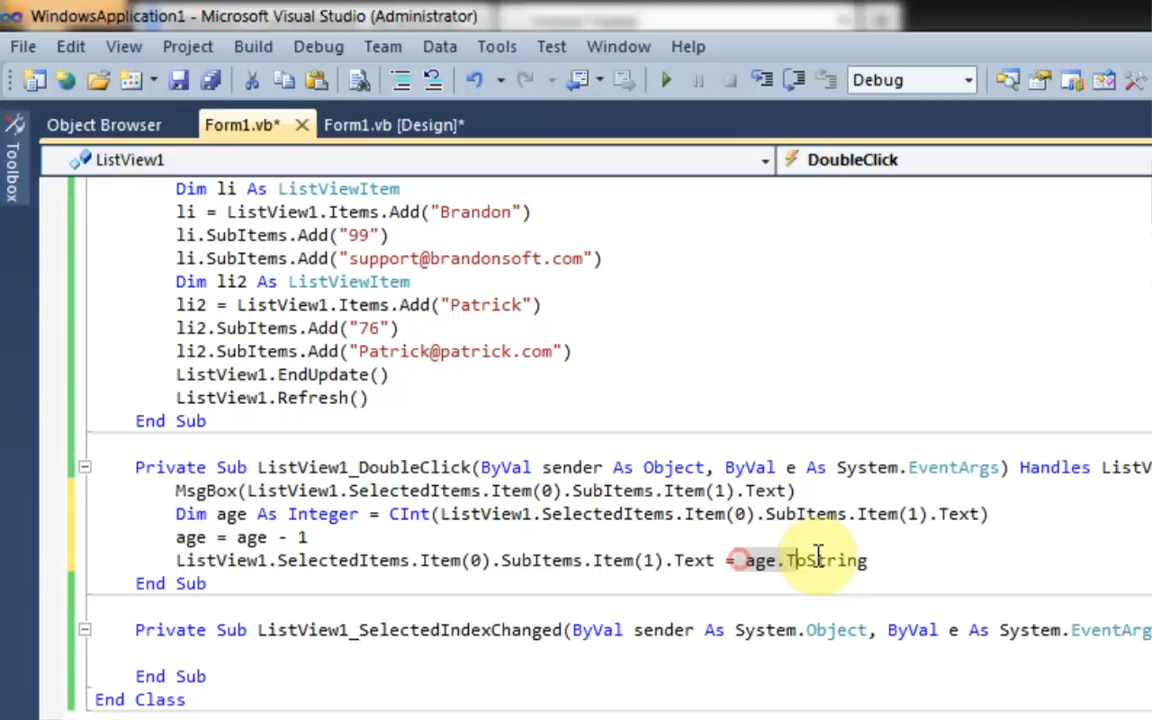 WindowsApplication1 - Microsoft Visual Studio (Administrator)
File Edit View Project Build Debug Team Data Tools Test Window Help
Debug
Toolbox
Object Browser Form1.vb* Form1.vb [Design]*
ListView1 DoubleClick
Dim li As ListViewItem
li = ListView1.Items.Add("Brandon")
li.SubItems.Add("99")
li.SubItems.Add("support@brandonsoft.com")
Dim li2 As ListViewItem
li2 = ListView1.Items.Add("Patrick")
li2.SubItems.Add("76")
li2.SubItems.Add("Patrick@patrick.com")
ListView1.EndUpdate()
ListView1.Refresh()
End Sub
Private Sub ListView1_DoubleClick(ByVal sender As Object, ByVal e As System.EventArgs) Handles ListV
MsgBox(ListView1.SelectedItems.Item(0).SubItems.Item(1).Text)
Dim age As Integer = CInt(ListView1.SelectedItems.Item(0).SubItems.Item(1).Text)
age = age - 1
ListView1.SelectedItems.Item(0).SubItems.Item(1).Text = age.ToString
End Sub
Private Sub ListView1_SelectedIndexChanged(ByVal sender As System.Object, ByVal e As System.EventArg
End Sub
End Class